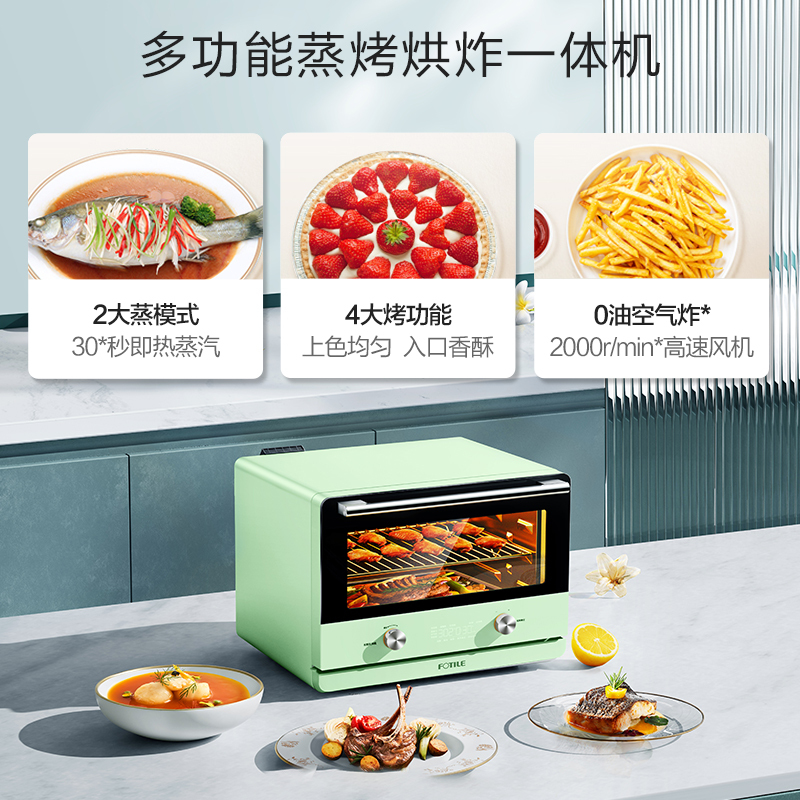 多功能蒸烤烘炸一体机
2大蒸模式
30*秒即热蒸汽
4大烤功能
上色均匀 入口香酥
0油空气炸*
2000r/min*高速风机
FOTILE